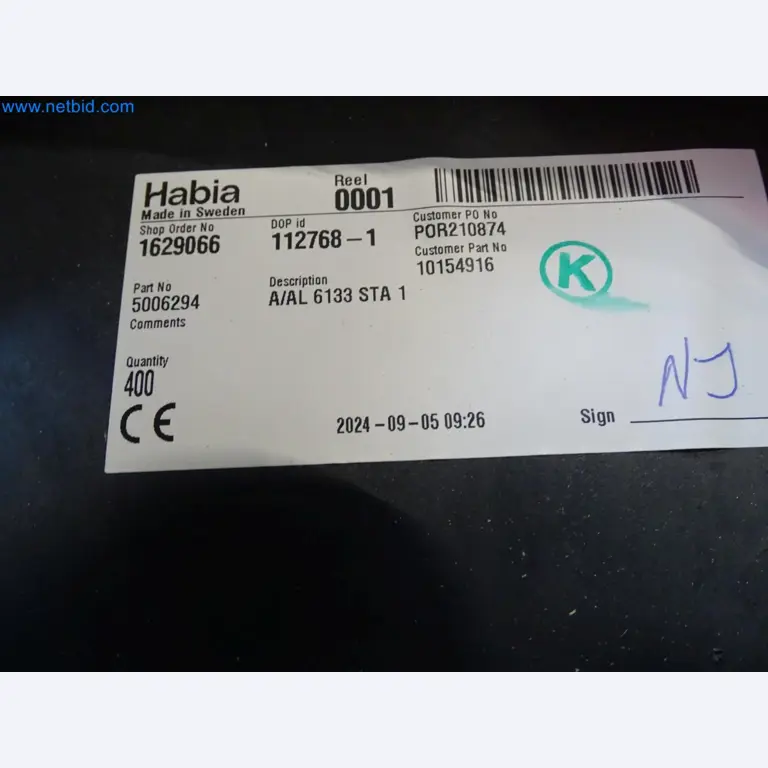 www.netbid.com
Habia
Made in Sweden
Reel
0001
Shop Order No
1629066
DOP id
112768-1
Customer PO No
POR210874
Customer Part No
10154916
K
Part No
5006294
Description
A/AL 6133 STA 1
Comments
Quantity
400
CE
2024-09-05 09:26
Sign
NJ